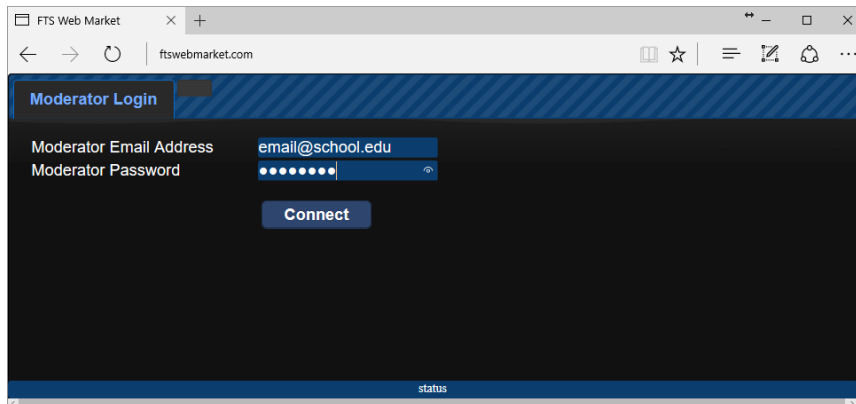 FTS Web Market
ftswebmarket.com
Moderator Login
Moderator Email Address email@school.edu
Moderator Password ●●●●●●●●
Connect
status